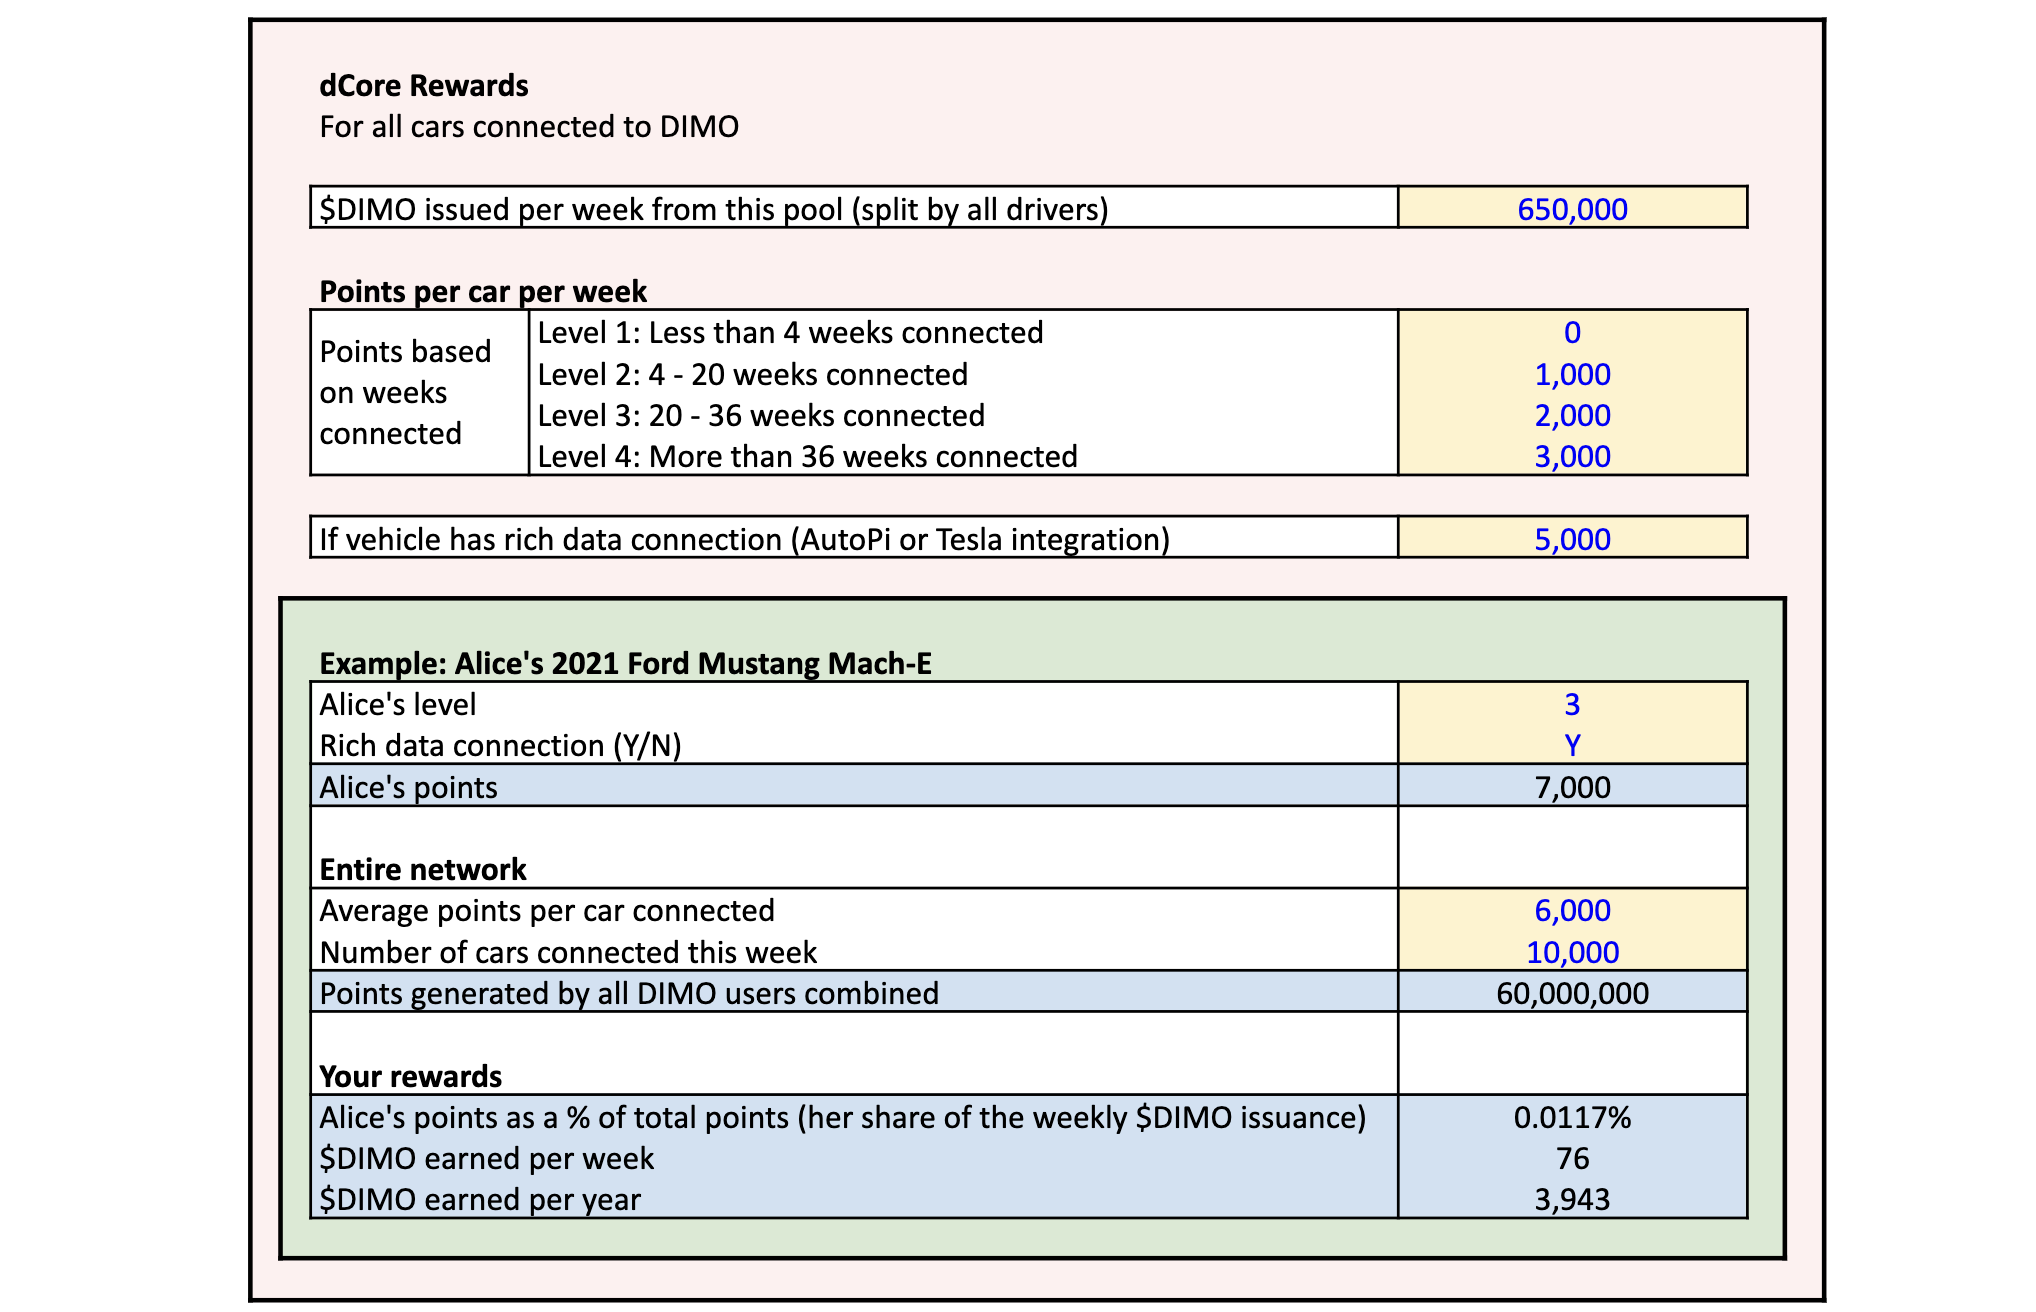 dCore Rewards
For all cars connected to DIMO
$DIMO issued per week from this pool (split by all drivers) 650,000
Points per car per week
Points based
on weeks
connected
Level 1: Less than 4 weeks connected 0
Level 2: 4 - 20 weeks connected 1,000
Level 3: 20 - 36 weeks connected 2,000
Level 4: More than 36 weeks connected 3,000
If vehicle has rich data connection (AutoPi or Tesla integration) 5,000
Example: Alice's 2021 Ford Mustang Mach-E
Alice's level 3
Rich data connection (Y/N) Y
Alice's points 7,000
Entire network
Average points per car connected 6,000
Number of cars connected this week 10,000
Points generated by all DIMO users combined 60,000,000
Your rewards
Alice's points as a % of total points (her share of the weekly $DIMO issuance) 0.0117%
$DIMO earned per week 76
$DIMO earned per year 3,943